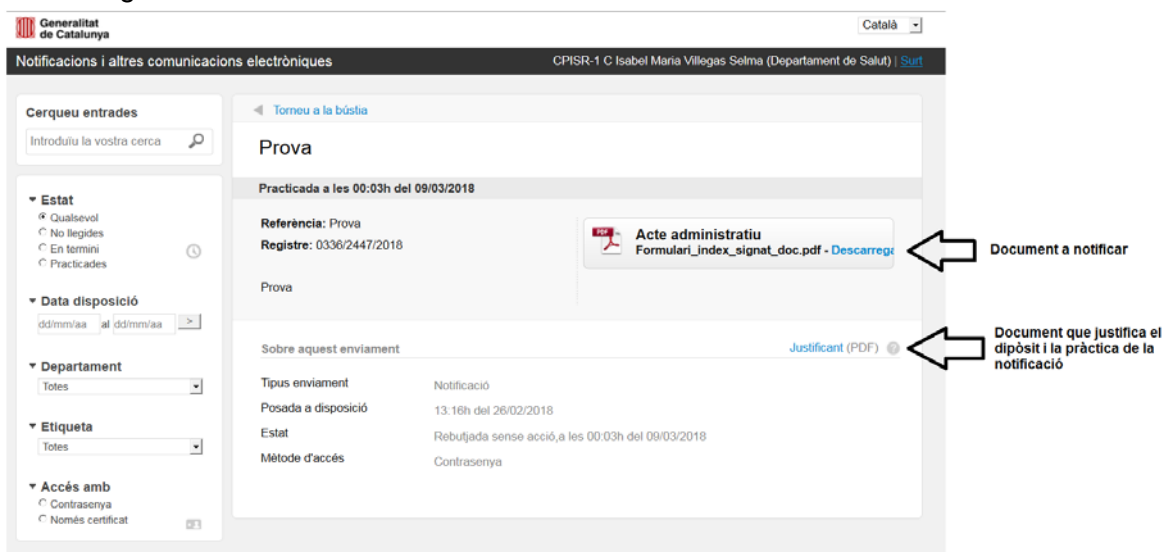 Generalitat
de Catalunya
Català
Notificacions i altres comunicacions electròniques
CPISR-1 C Isabel Maria Villegas Selma (Departament de Salut) | Surt
Cerqueu entrades
Introduïu la vostra cerca
Estat
Qualsevol
No llegides
En termini
Practicades
Data disposició
dd/mm/aa al dd/mm/aa >
Departament
Totes
Etiqueta
Totes
Accés amb
Contrasenya
Només certificat
Torneu a la bústia
Prova
Practicada a les 00:03h del 09/03/2018
Referència: Prova
Registre: 0336/2447/2018
Prova
PDF
Acte administratiu
Formulari_index_signat_doc.pdf - Descarrega
Sobre aquest enviament
Justificant (PDF) ?
Tipus enviament Notificació
Posada a disposició 13:16h del 26/02/2018
Estat Rebutjada sense acció,a les 00:03h del 09/03/2018
Mètode d'accés Contrasenya
Document a notificar
Document que justifica el
dipòsit i la pràctica de la
notificació